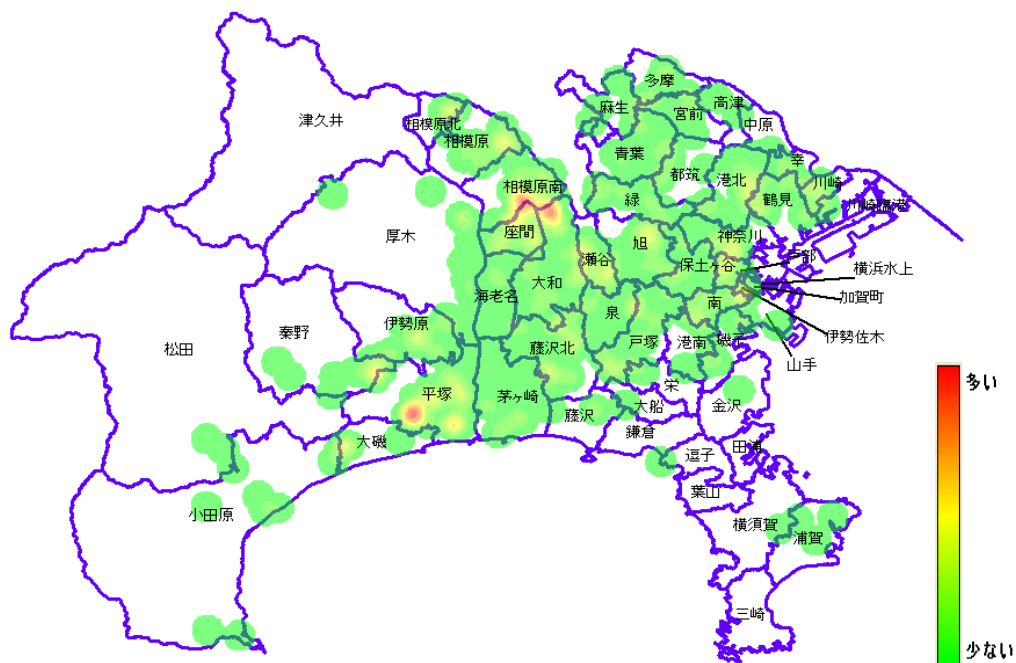 多摩
高津
麻生
宮前
中原
津久井
相模原北
相模原
青葉
幸
都筑
港北
川崎
相模原南
緑
鶴見
川崎臨港
厚木
座間
旭
神奈川
瀬谷
保土ヶ谷
戸部
横浜水上
大和
海老名
加賀町
泉
南
伊勢原
秦野
伊勢佐木
松田
藤沢北
戸塚
港南
磯子
山手
多い
平塚
茅ヶ崎
栄
藤沢
大船
金沢
大磯
鎌倉
田浦
逗子
葉山
小田原
横須賀
浦賀
三崎
少ない